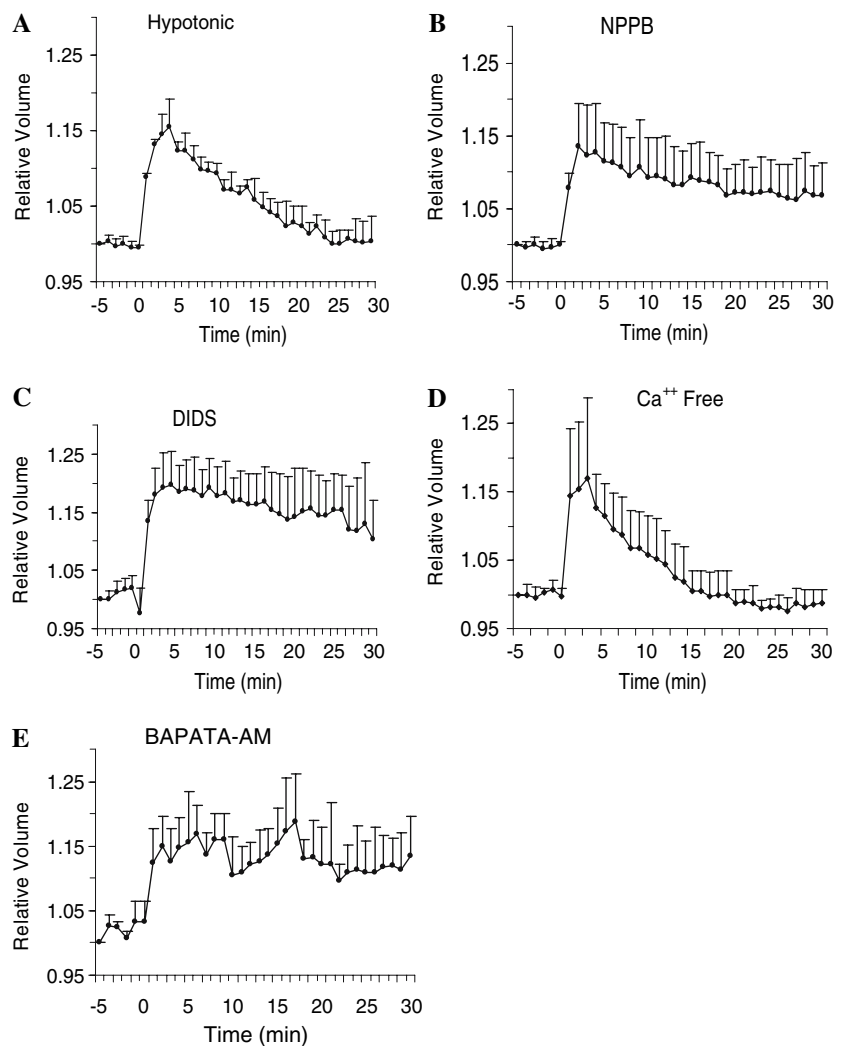 A
Hypotonic
Relative Volume
1.25
1.15
1.05
0.95
-5 0 5 10 15 20 25 30
Time (min)
B
NPPB
Relative Volume
1.25
1.15
1.05
0.95
-5 0 5 10 15 20 25 30
Time (min)
C
DIDS
Relative Volume
1.25
1.15
1.05
0.95
-5 0 5 10 15 20 25 30
Time (min)
D
Ca++ Free
Relative Volume
1.25
1.15
1.05
0.95
-5 0 5 10 15 20 25 30
Time (min)
E
BAPATA-AM
Relative Volume
1.25
1.15
1.05
0.95
-5 0 5 10 15 20 25 30
Time (min)